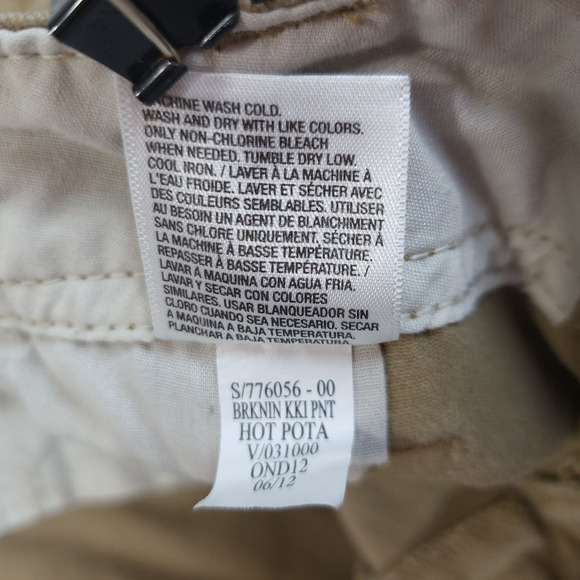 MACHINE WASH COLD.
WASH AND DRY WITH LIKE COLORS.
ONLY NON-CHLORINE BLEACH
WHEN NEEDED. TUMBLE DRY LOW.
COOL IRON. / LAVER À LA MACHINE À
L'EAU FROIDE. LAVER ET SÉCHER AVEC
DES COULEURS SEMBLABLES. UTILISER
AU BESOIN UN AGENT DE BLANCHIMENT
SANS CHLORE UNIQUEMENT. SÉCHER À
LA MACHINE À BASSE TEMPÉRATURE.
REPASSER À BASSE TEMPÉRATURE. /
LAVAR A MAQUINA CON AGUA FRIA.
LAVAR Y SECAR CON COLORES
SIMILARES. USAR BLANQUEADOR SIN
CLORO CUANDO SEA NECESARIO. SECAR
A MAQUINA A BAJA TEMPERATURA.
PLANCHAR A BAJA TEMPERATURA.
S/776056 - 00
BRKNIN KKI PNT
HOT POTA
V/031000
OND12
06/12